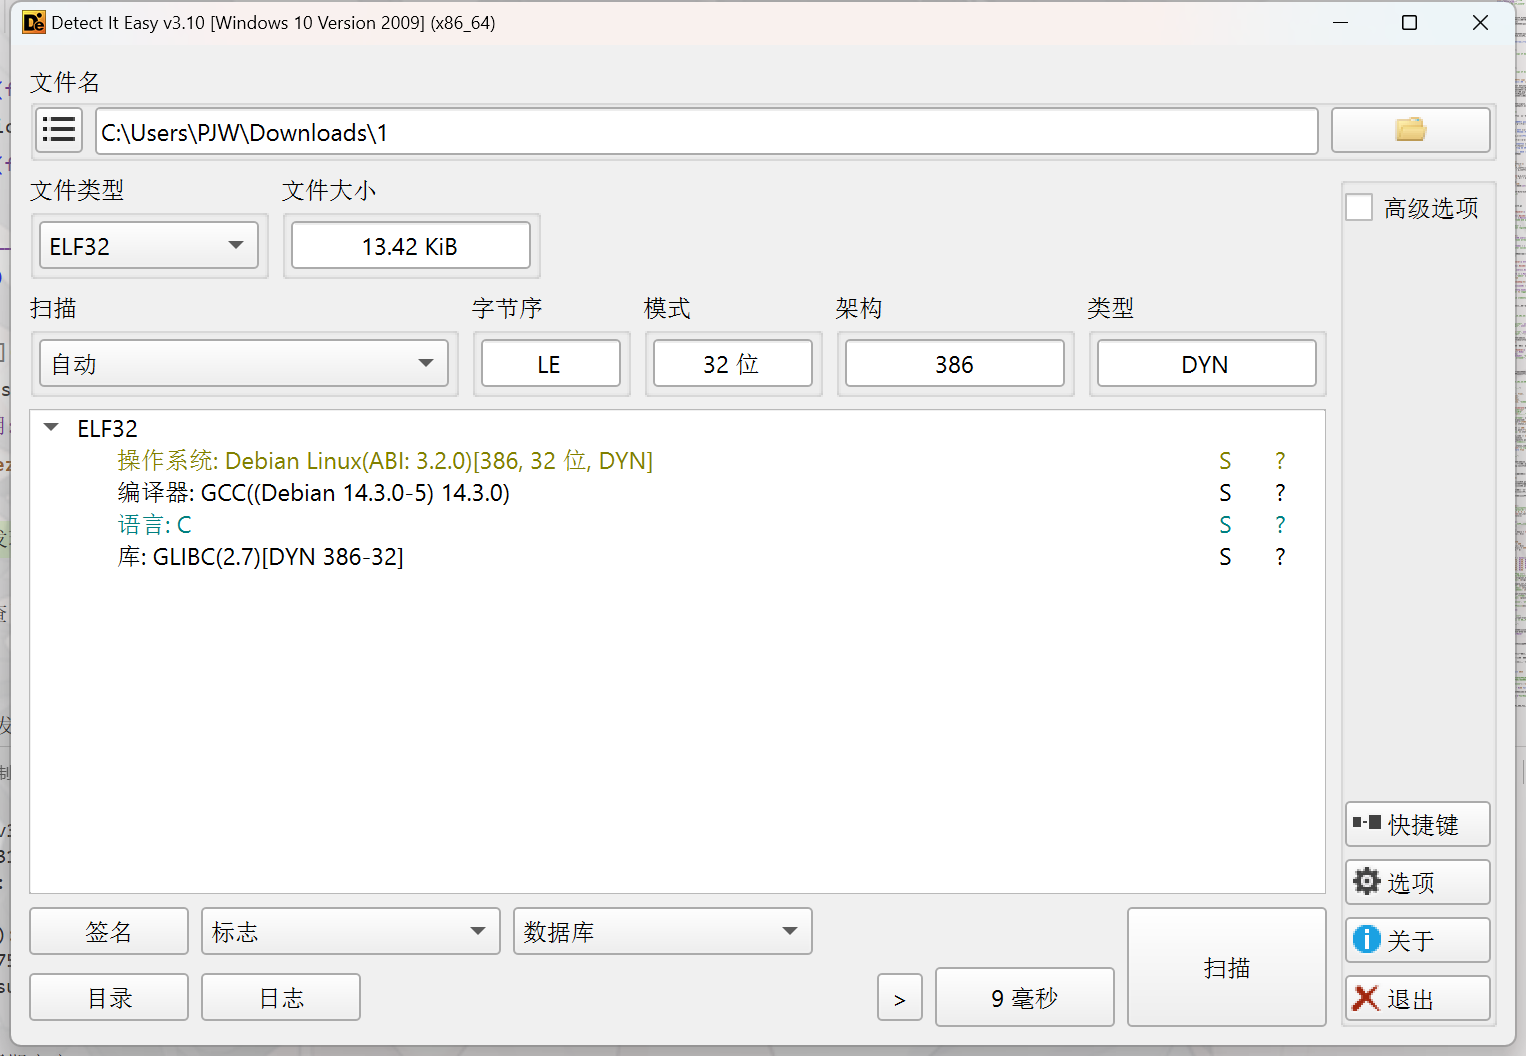 Detect It Easy v3.10 [Windows 10 Version 2009] (x86_64)
文件名
C:\Users\PJW\Downloads\1
文件类型 文件大小
高级选项
ELF32 13.42 KiB
扫描 字节序 模式 架构 类型
自动 LE 32 位 386 DYN
ELF32
操作系统: Debian Linux(ABI: 3.2.0)[386, 32 位, DYN] S ?
编译器: GCC((Debian 14.3.0-5) 14.3.0) S ?
语言: C S ?
库: GLIBC(2.7)[DYN 386-32] S ?
快捷键
选项
签名 标志 数据库
关于
扫描
目录 日志 > 9 毫秒
退出